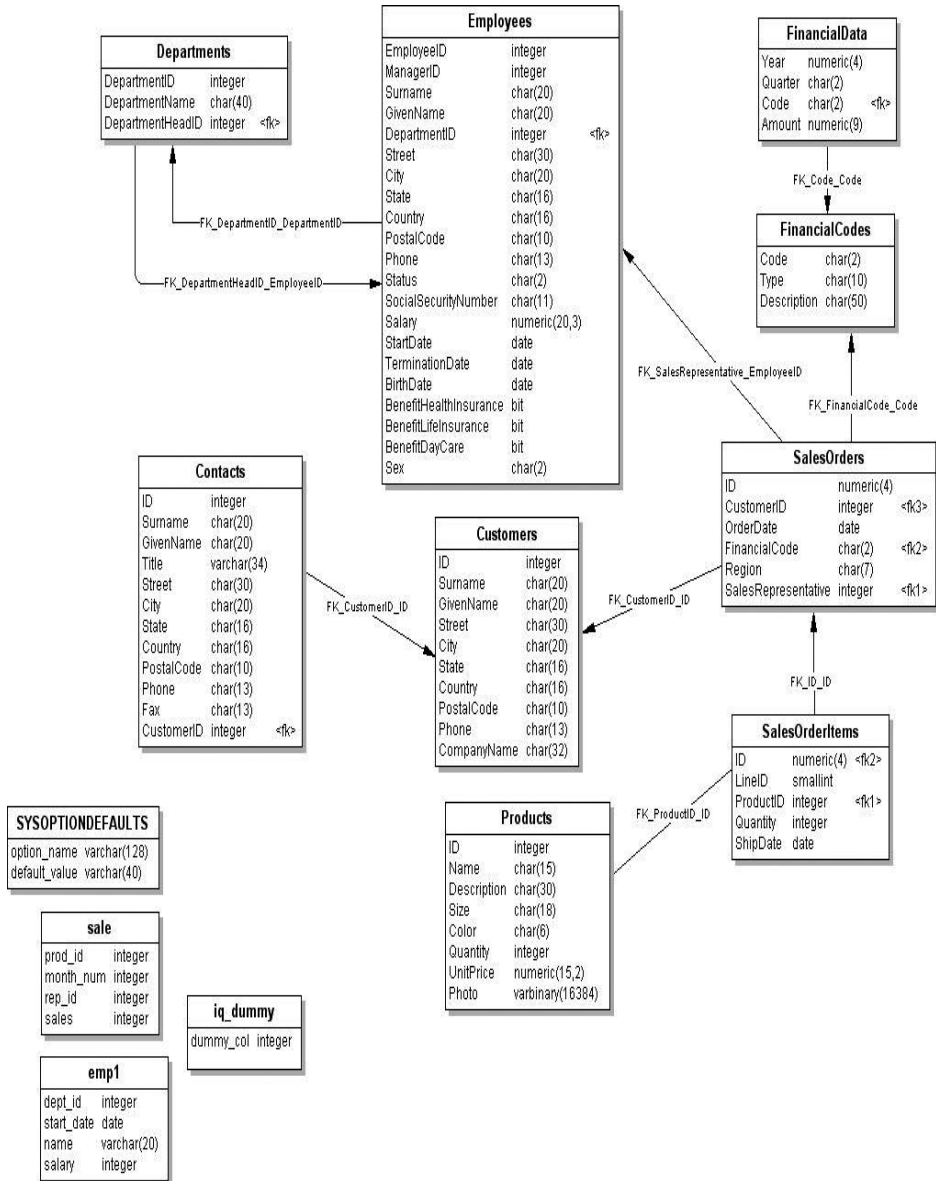 Departments
DepartmentID integer
DepartmentName char(40)
DepartmentHeadID integer <fk>
Employees
EmployeeID integer
ManagerID integer
Surname char(20)
GivenName char(20)
DepartmentID integer <fk>
Street char(30)
City char(20)
State char(16)
Country char(16)
PostalCode char(10)
Phone char(13)
Status char(2)
SocialSecurityNumber char(11)
Salary numeric(20,3)
StartDate date
TerminationDate date
BirthDate date
BenefitHealthInsurance bit
BenefitLifeInsurance bit
BenefitDayCare bit
Sex char(2)
FinancialData
Year numeric(4)
Quarter char(2)
Code char(2) <fk>
Amount numeric(9)
FK_Code_Code
FK_DepartmentID_DepartmentID
FK_DepartmentHeadID_EmployeeID
FinancialCodes
Code char(2)
Type char(10)
Description char(50)
FK_SalesRepresentative_EmployeeID
FK_FinancialCode_Code
Contacts
ID integer
Surname char(20)
GivenName char(20)
Title varchar(34)
Street char(30)
City char(20)
State char(16)
Country char(16)
PostalCode char(10)
Phone char(13)
Fax char(13)
CustomerID integer <fk>
FK_CustomerID_ID
Customers
ID integer
Surname char(20)
GivenName char(20)
Street char(30)
City char(20)
State char(16)
Country char(16)
PostalCode char(10)
Phone char(13)
CompanyName char(32)
FK_CustomerID_ID
SalesOrders
ID numeric(4)
CustomerID integer <fk3>
OrderDate date
FinancialCode char(2) <fk2>
Region char(7)
SalesRepresentative integer <fk1>
FK_ID_ID
SalesOrderItems
ID numeric(4) <fk2>
LineID smallint
ProductID integer <fk1>
Quantity integer
ShipDate date
FK_ProductID_ID
Products
ID integer
Name char(15)
Description char(30)
Size char(18)
Color char(6)
Quantity integer
UnitPrice numeric(15,2)
Photo varbinary(16384)
SYSOPTIONDEFAULTS
option_name varchar(128)
default_value varchar(40)
sale
prod_id integer
month_num integer
rep_id integer
sales integer
iq_dummy
dummy_col integer
emp1
dept_id integer
start_date date
name varchar(20)
salary integer